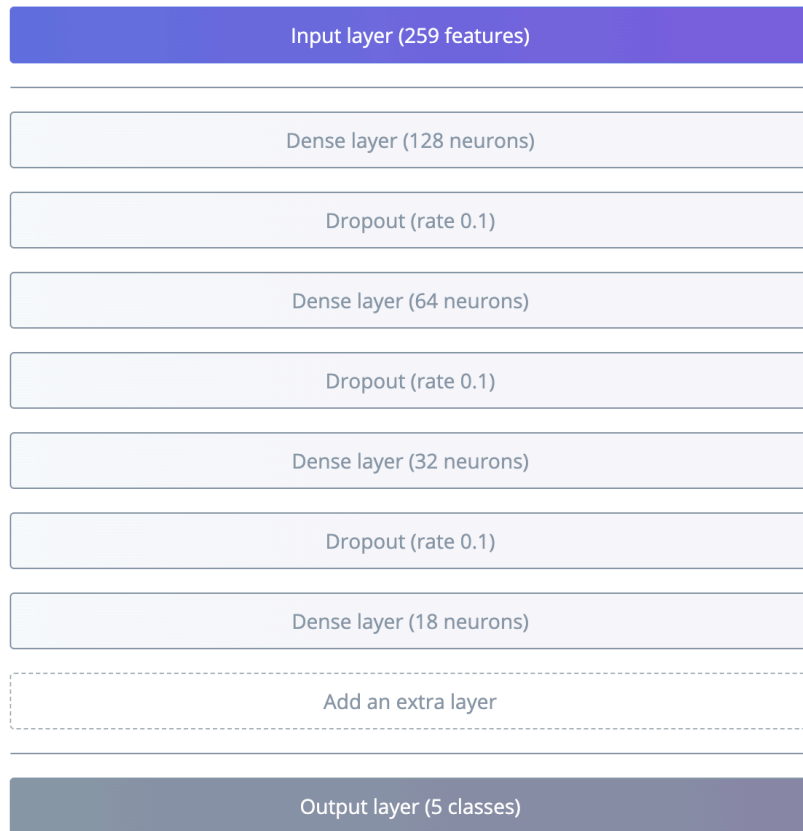 Input layer (259 features)
Dense layer (128 neurons)
Dropout (rate 0.1)
Dense layer (64 neurons)
Dropout (rate 0.1)
Dense layer (32 neurons)
Dropout (rate 0.1)
Dense layer (18 neurons)
Add an extra layer
Output layer (5 classes)